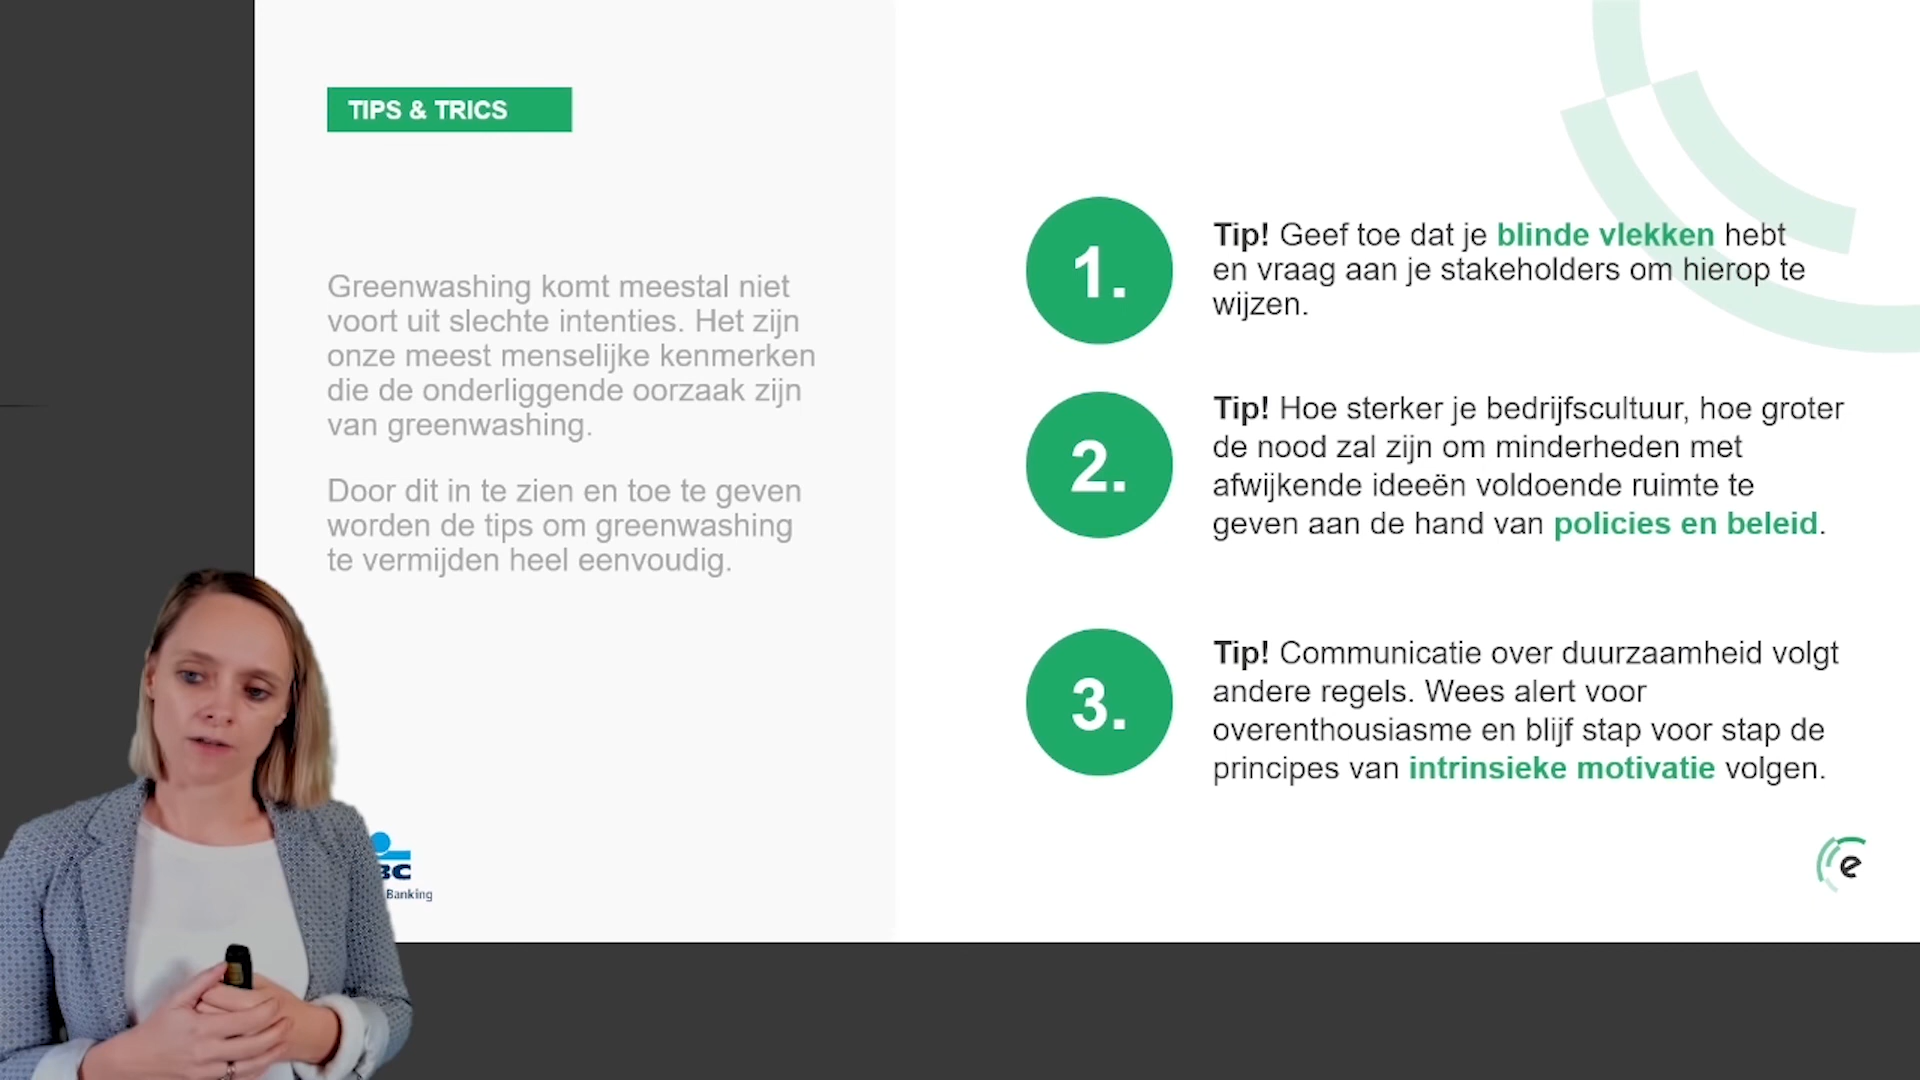 TIPS & TRICS
Greenwashing komt meestal niet
voort uit slechte intenties. Het zijn
onze meest menselijke kenmerken
die de onderliggende oorzaak zijn
van greenwashing.
Door dit in te zien en toe te geven
worden de tips om greenwashing
te vermijden heel eenvoudig.
1.
Tip! Geef toe dat je blinde vlekken hebt
en vraag aan je stakeholders om hierop te
wijzen.
2.
Tip! Hoe sterker je bedrijfscultuur, hoe groter
de nood zal zijn om minderheden met
afwijkende ideeën voldoende ruimte te
geven aan de hand van policies en beleid.
3.
Tip! Communicatie over duurzaamheid volgt
andere regels. Wees alert voor
overenthousiasme en blijf stap voor stap de
principes van intrinsieke motivatie volgen.
BC
Banking
e